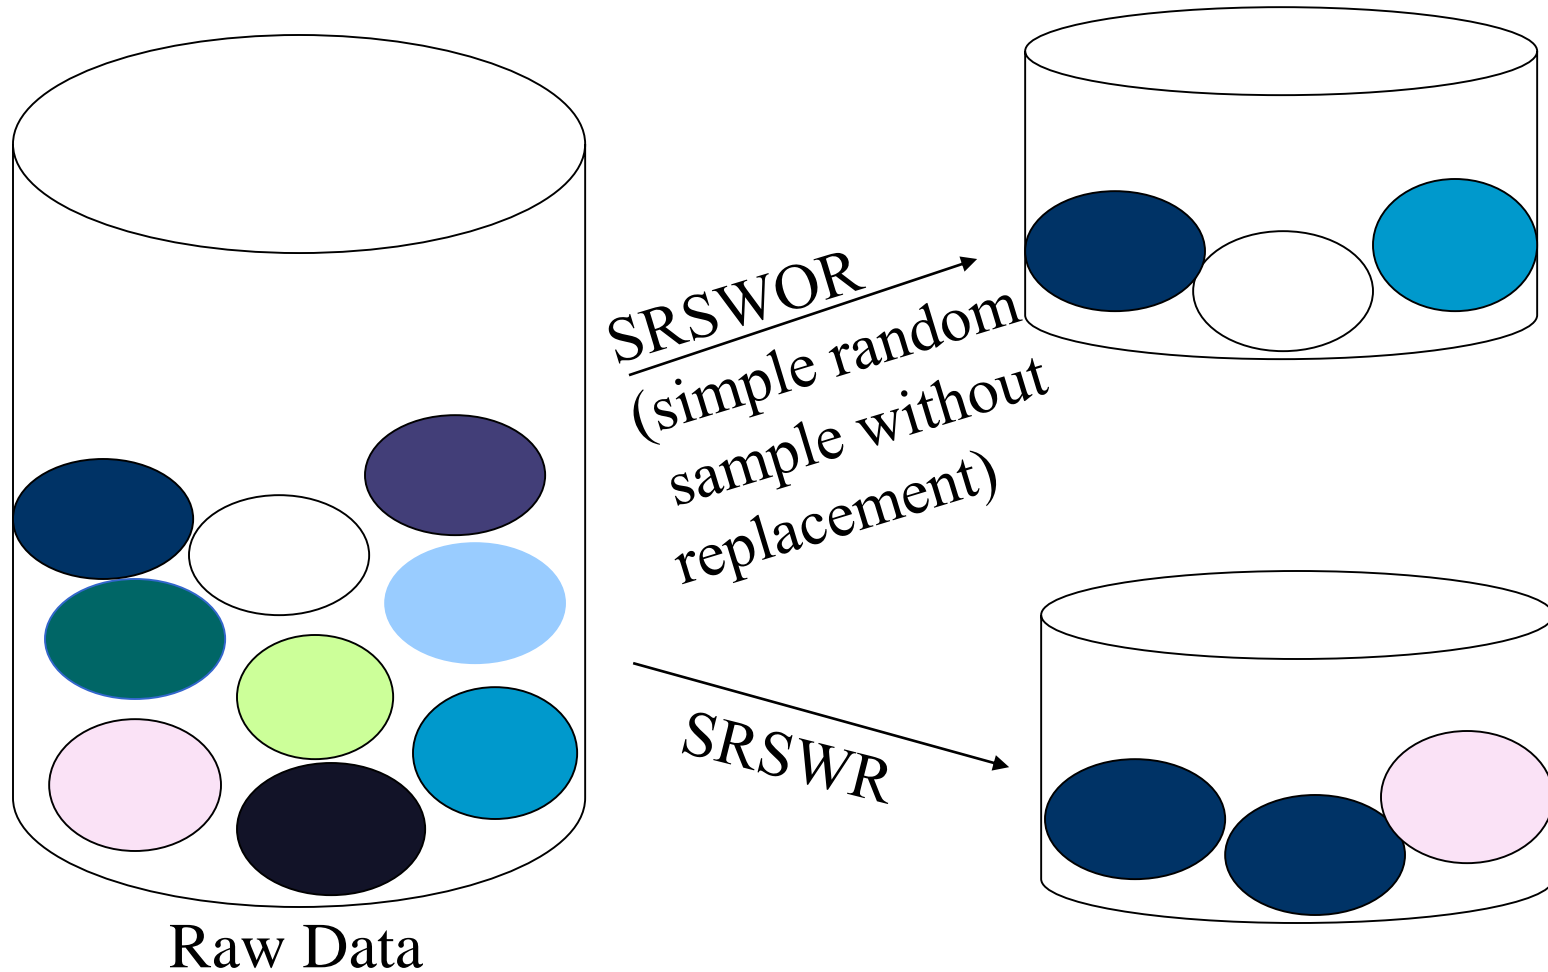 SRSWOR
(simple random
sample without
replacement)
SRSWR
Raw Data